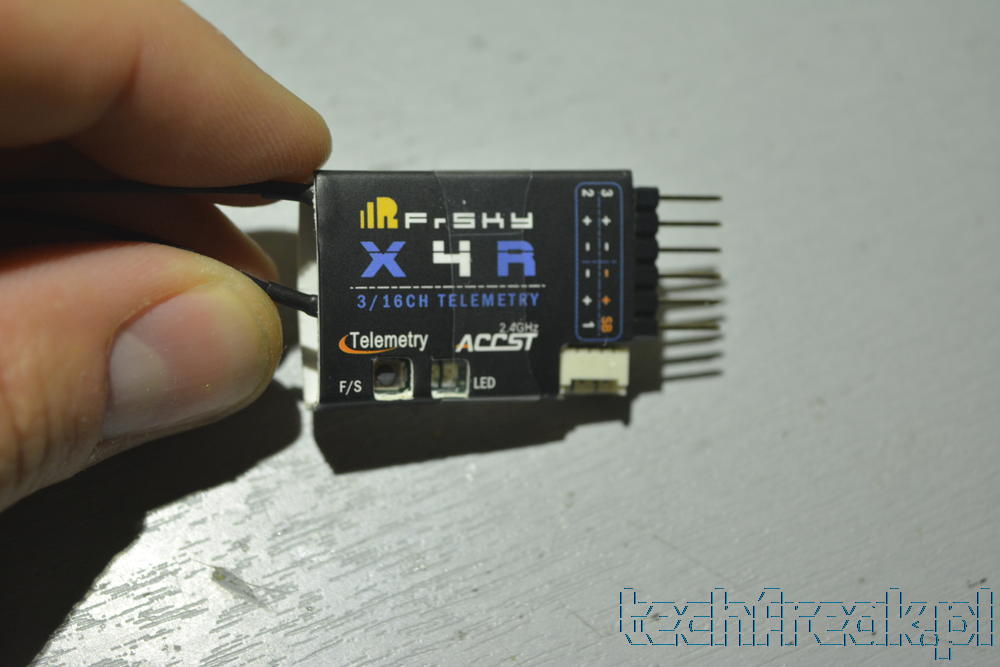 FrSKY
X4R
3/16CH TELEMETRY
Telemetry
2.4GHz
ACCST
F/S
LED
2 + - - + 1
3 + - - + SB
techfreak.pl